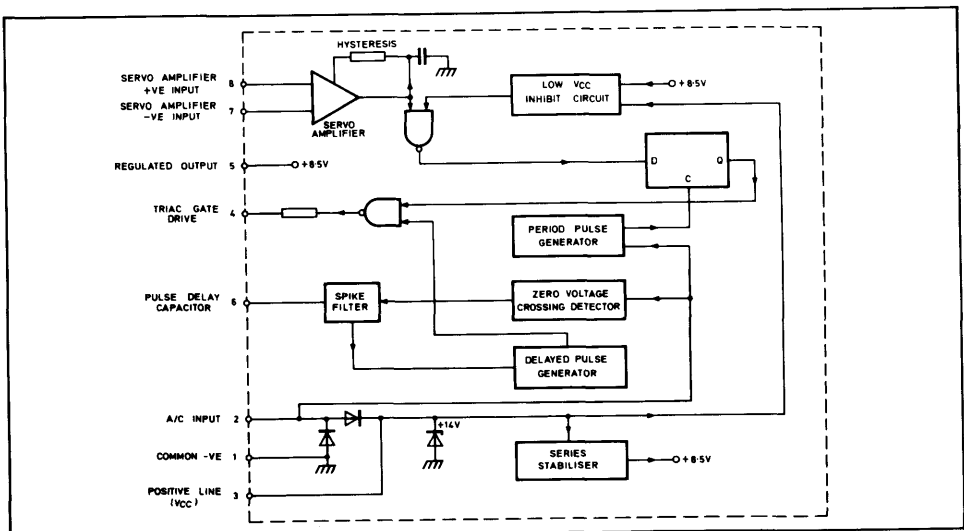 HYSTERESIS
SERVO AMPLIFIER
+VE INPUT
8
SERVO AMPLIFIER
-VE INPUT
7
SERVO
AMPLIFIER
LOW VCC
INHIBIT CIRCUIT
+8·5V
REGULATED OUTPUT 5
+8·5V
D
Q
C
TRIAC GATE
DRIVE
4
PERIOD PULSE
GENERATOR
PULSE DELAY
CAPACITOR
6
SPIKE
FILTER
ZERO VOLTAGE
CROSSING DETECTOR
DELAYED PULSE
GENERATOR
A/C INPUT 2
+14V
COMMON -VE 1
SERIES
STABILISER
+8·5V
POSITIVE LINE
(VCC)
3